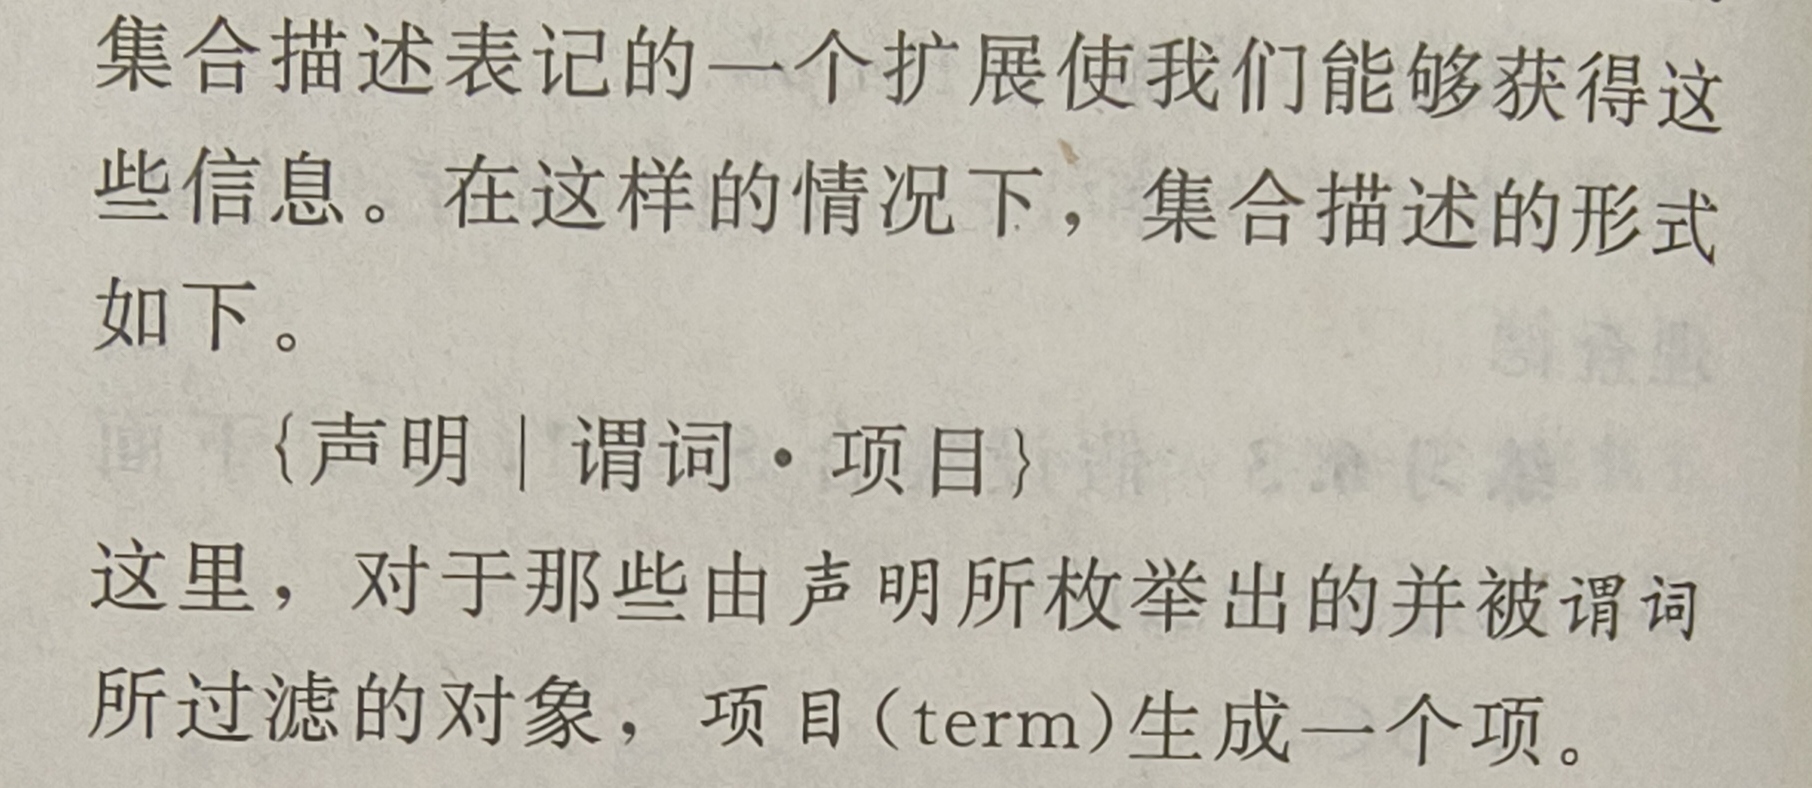 集合描述表记的一个扩展使我们能够获得这
些信息。在这样的情况下，集合描述的形式
如下。
{声明 | 谓词 • 项目}
这里，对于那些由声明所枚举出的并被谓词
所过滤的对象，项目(term)生成一个项。